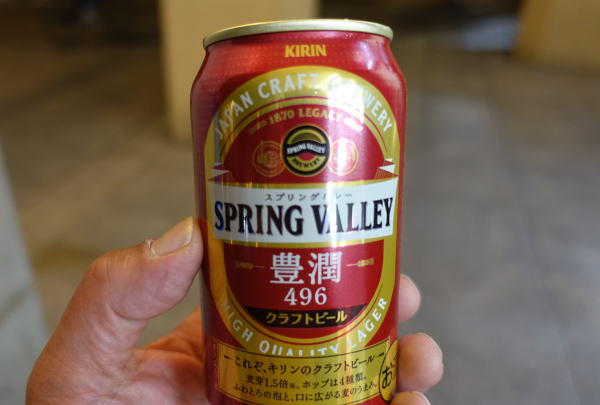 KIRIN
JAPAN CRAFT BREWERY
1870 LEGACY
SPRING VALLEY
BREWERY
スプリングバレー
SPRING VALLEY
豊潤
496
クラフトビール
HIGH QUALITY LAGER
これぞ、キリンのクラフトビール
麦芽1.5倍※、ホップは4種類。
ふわとろの泡と、口に広がる麦のうまみ。
お